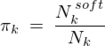 π_k = N_k^{soft} / N_k